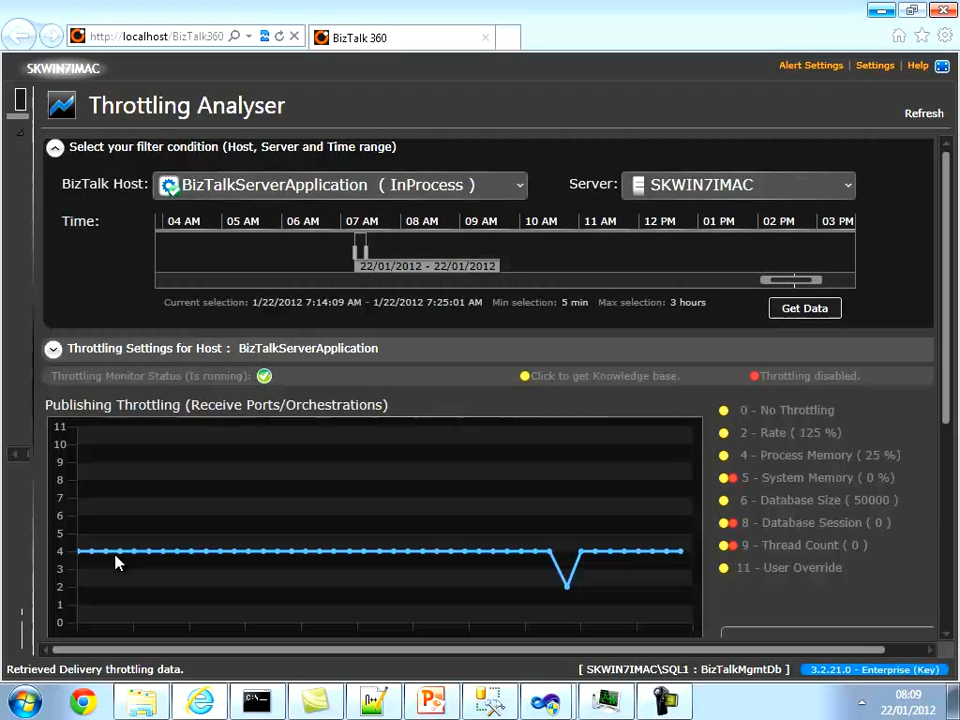 http://localhost/BizTalk360
BizTalk 360
SKWIN7IMAC
Alert Settings | Settings | Help
Throttling Analyser
Refresh
Select your filter condition (Host, Server and Time range)
BizTalk Host: BizTalkServerApplication ( InProcess ) Server: SKWIN7IMAC
Time: 04 AM 05 AM 06 AM 07 AM 08 AM 09 AM 10 AM 11 AM 12 PM 01 PM 02 PM 03 PM
22/01/2012 - 22/01/2012
Current selection: 1/22/2012 7:14:09 AM - 1/22/2012 7:25:01 AM Min selection: 5 min Max selection: 3 hours
Get Data
Throttling Settings for Host : BizTalkServerApplication
Throttling Monitor Status (Is running): Click to get Knowledge base. Throttling disabled.
Publishing Throttling (Receive Ports/Orchestrations)
11
10
9
8
7
6
5
4
3
2
1
0
0 - No Throttling
2 - Rate ( 125 %)
4 - Process Memory ( 25 %)
5 - System Memory ( 0 %)
6 - Database Size ( 50000 )
8 - Database Session ( 0 )
9 - Thread Count ( 0 )
11 - User Override
Retrieved Delivery throttling data.
[ SKWIN7IMAC\SQL1 : BizTalkMgmtDb ]
3.2.21.0 - Enterprise (Key)
08:09
22/01/2012